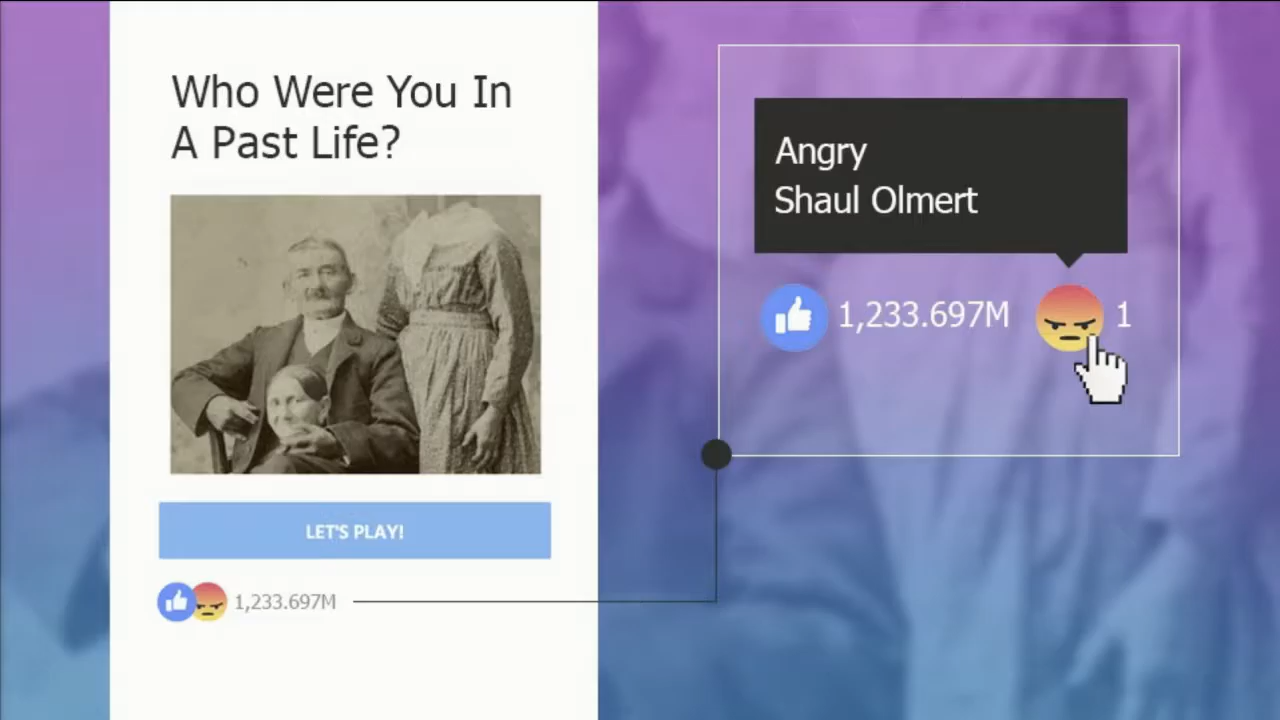 Who Were You In
A Past Life?
LET'S PLAY!
1,233.697M
Angry
Shaul Olmert
1,233.697M 1